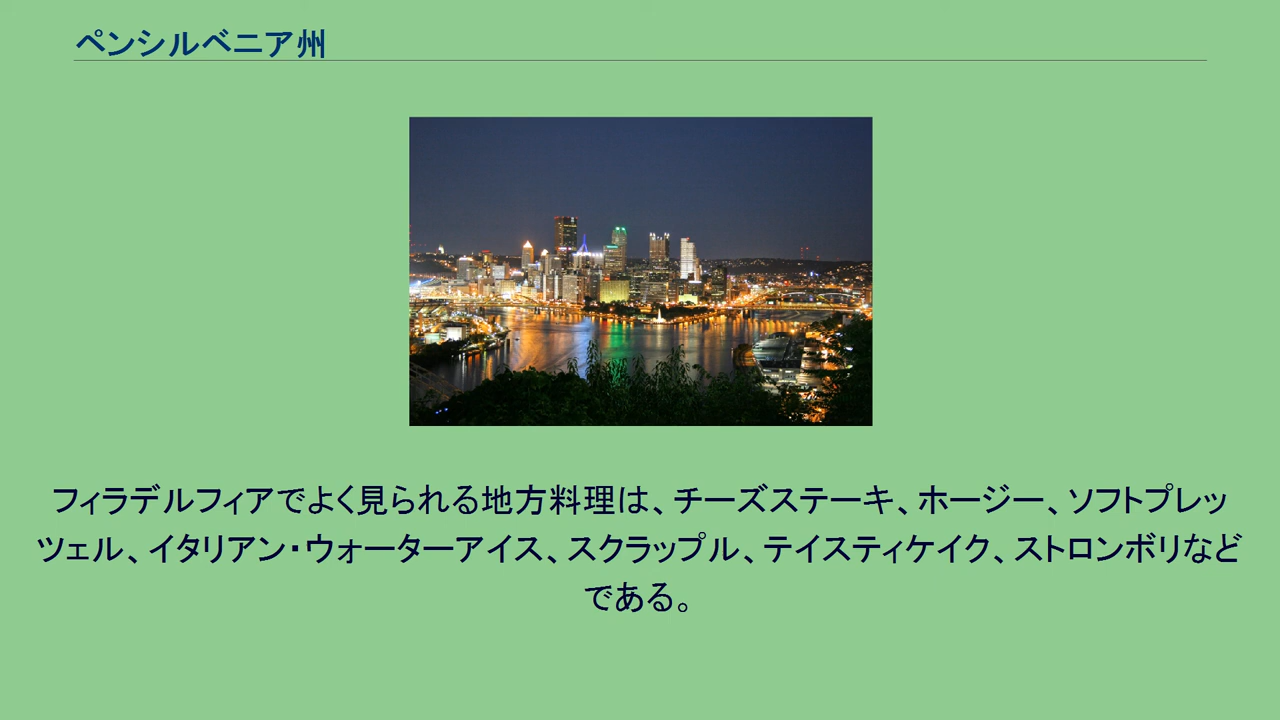 ペンシルベニア州
フィラデルフィアでよく見られる地方料理は、チーズステーキ、ホージー、ソフトプレッ
ツェル、イタリアン・ウォーターアイス、スクラップル、テイスティケイク、ストロンボリなど
である。